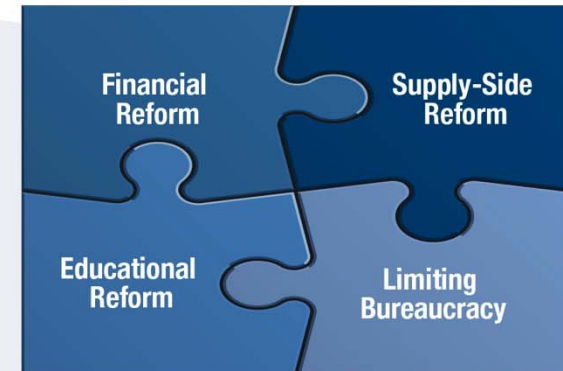 Financial
Reform
Supply-Side
Reform
Educational
Reform
Limiting
Bureaucracy